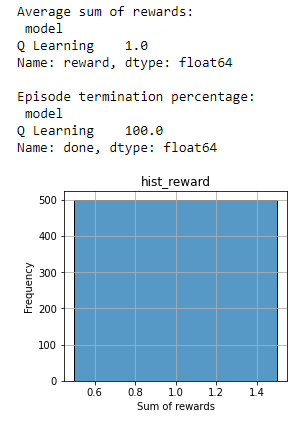 Average sum of rewards:
model
Q Learning    1.0
Name: reward, dtype: float64
Episode termination percentage:
model
Q Learning    100.0
Name: done, dtype: float64
hist_reward
500
400
300
200
100
0
Frequency
0.6 0.8 1.0 1.2 1.4
Sum of rewards